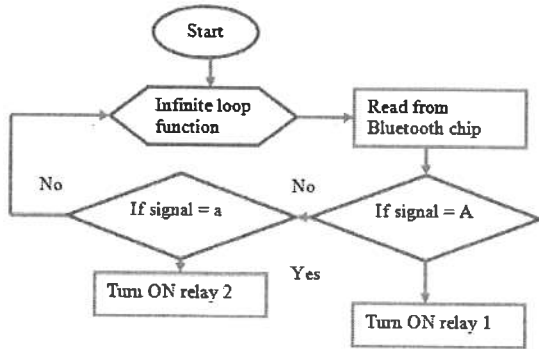 Start
Infinite loop
function
Read from
Bluetooth chip
No
If signal = a
No
If signal = A
Yes
Turn ON relay 2
Turn ON relay 1